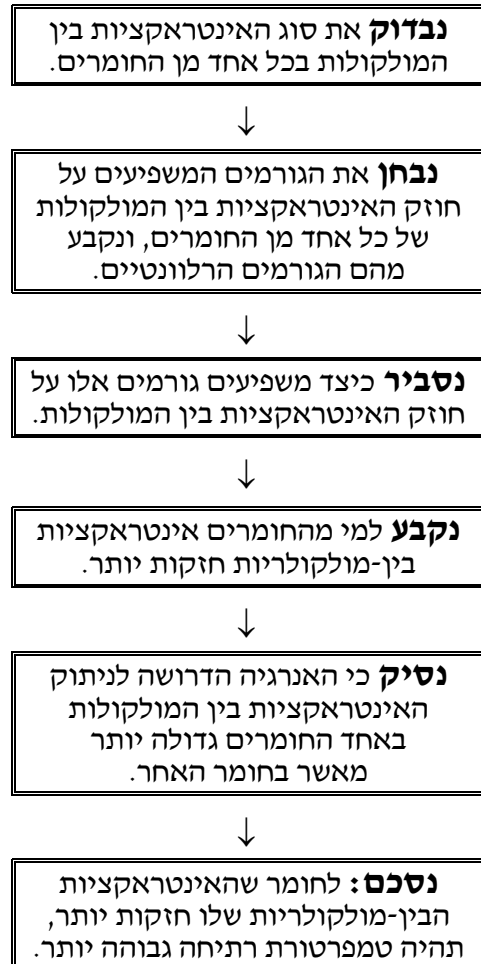 נבדוק את סוג האינטראקציות בין
המולקולות בכל אחד מן החומרים.
↓
נבחן את הגורמים המשפיעים על
חוזק האינטראקציות בין המולקולות
של כל אחד מן החומרים, ונקבע
מהם הגורמים הרלוונטיים.
↓
נסביר כיצד משפיעים גורמים אלו על
חוזק האינטראקציות בין המולקולות.
↓
נקבע למי מהחומרים אינטראקציות
בין-מולקולריות חזקות יותר.
↓
נסיק כי האנרגיה הדרושה לניתוק
האינטראקציות בין המולקולות
באחד החומרים גדולה יותר
מאשר בחומר האחר.
↓
נסכם: לחומר שהאינטראקציות
הבין-מולקולריות שלו חזקות יותר,
תהיה טמפרטורת רתיחה גבוהה יותר.